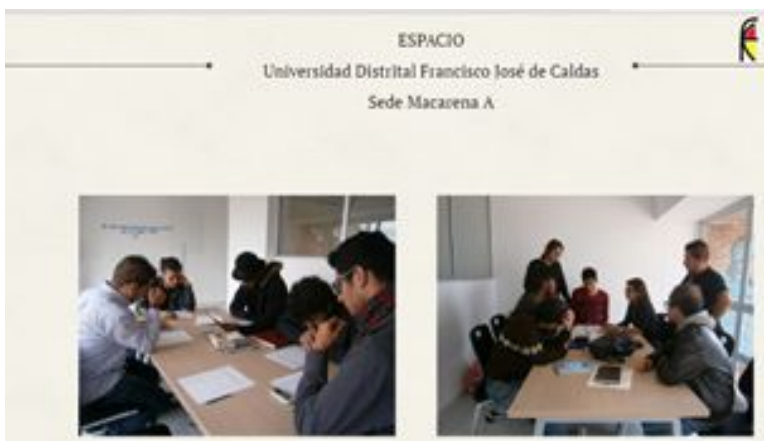 ESPACIO
Universidad Distrital Francisco José de Caldas
Sede Macarena A